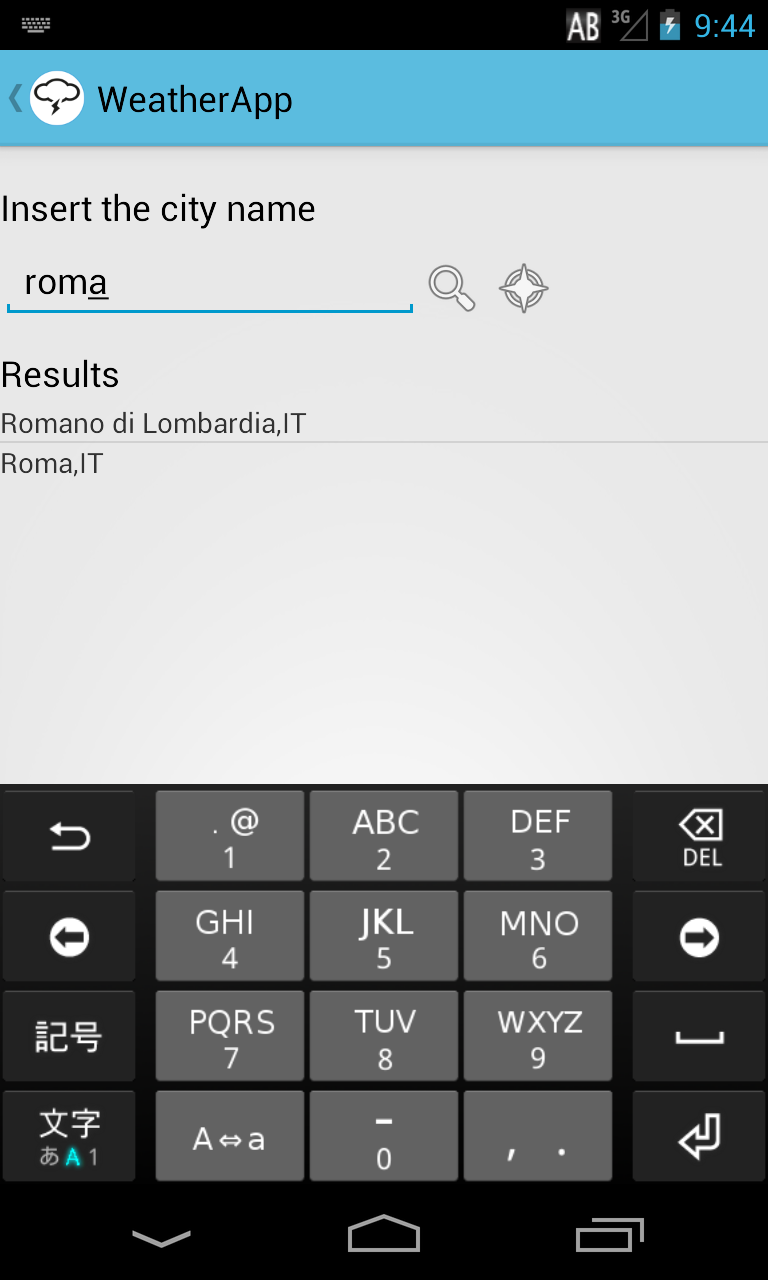 AB 3G 9:44
WeatherApp
Insert the city name
roma
Results
Romano di Lombardia,IT
Roma,IT
. @ ABC DEF
1 2 3 DEL
GHI JKL MNO
4 5 6
記号 PQRS TUV WXYZ
7 8 9
文字 A⇔a - , .
あA1 0